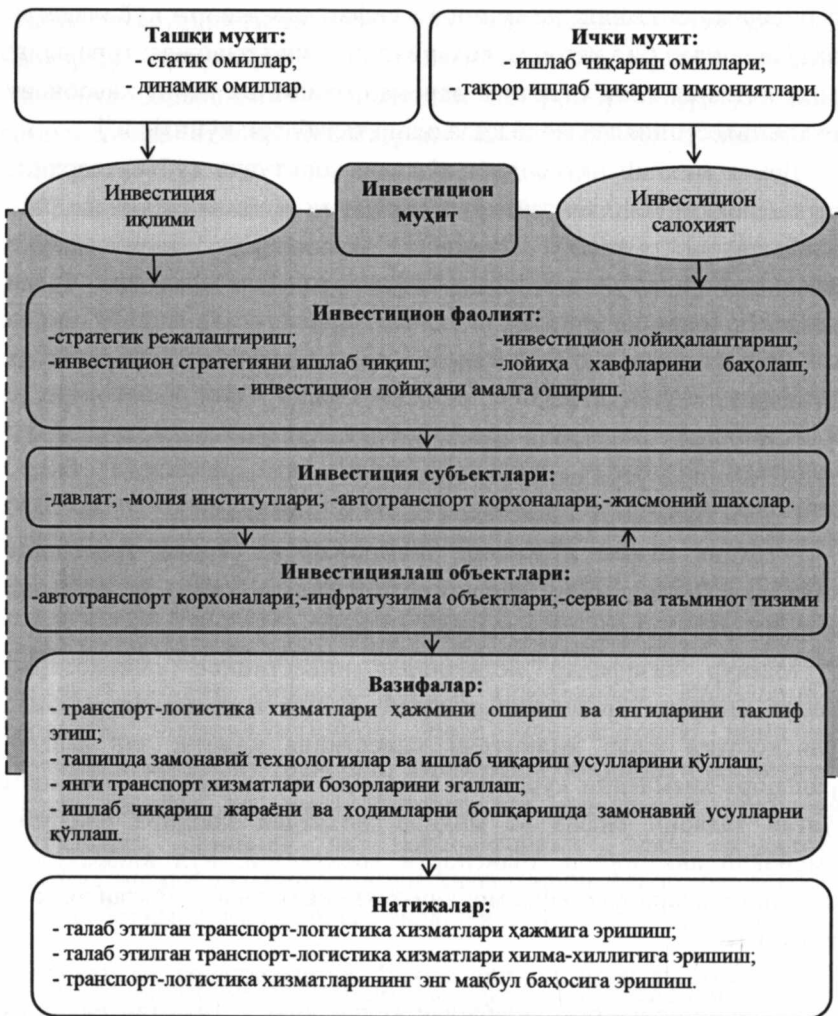 Ташқи муҳит:
- статик омиллар;
- динамик омиллар.
Ички муҳит:
- ишлаб чиқариш омиллари;
- такрор ишлаб чиқариш имкониятлари.
Инвестиция
иқлими
Инвестицион
муҳит
Инвестицион
салоҳият
Инвестицион фаолият:
-стратегик режалаштириш; -инвестицион лойиҳалаштириш;
-инвестицион стратегияни ишлаб чиқиш; -лойиҳа хавфларини баҳолаш;
- инвестицион лойиҳани амалга ошириш.
Инвестиция субъектлари:
-давлат; -молия институтлари; -автотранспорт корхоналари;-жисмоний шахслар.
Инвестициялаш объектлари:
-автотранспорт корхоналари;-инфратузилма объектлари;-сервис ва таъминот тизими
Вазифалар:
- транспорт-логистика хизматлари ҳажмини ошириш ва янгиларини таклиф
этиш;
- ташишда замонавий технологиялар ва ишлаб чиқариш усулларини қўллаш;
- янги транспорт хизматлари бозорларини эгаллаш;
- ишлаб чиқариш жараёни ва ходимларни бошқаришда замонавий усулларни
қўллаш.
Натижалар:
- талаб этилган транспорт-логистика хизматлари ҳажмига эришиш;
- талаб этилган транспорт-логистика хизматлари хилма-хиллигига эришиш;
- транспорт-логистика хизматларининг энг мақбул баҳосига эришиш.